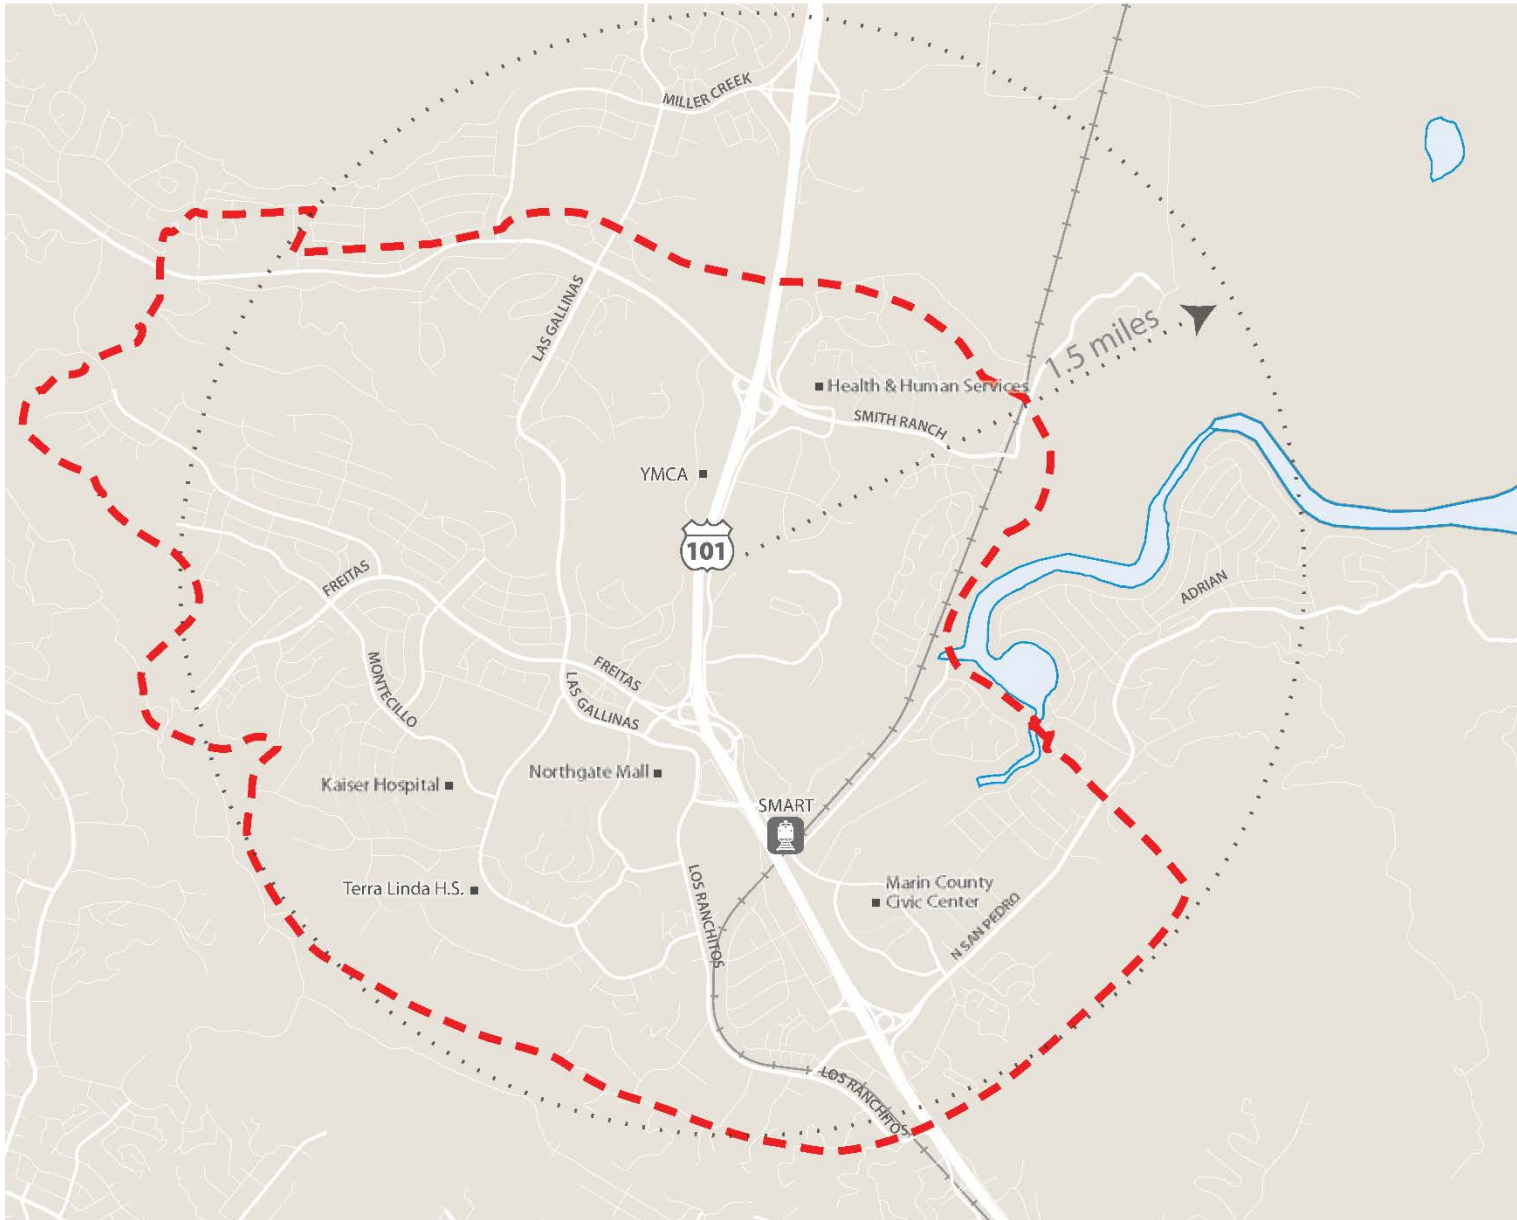 MILLER CREEK
LAS GALLINAS
1.5 miles
Health & Human Services
SMITH RANCH
YMCA
101
ADRIAN
FREITAS
MONTECILLO
FREITAS
LAS GALLINAS
Northgate Mall
Kaiser Hospital
SMART
Terra Linda H.S.
LOS RANCHITOS
Marin County
Civic Center
N SAN PEDRO
LOS RANCHITOS